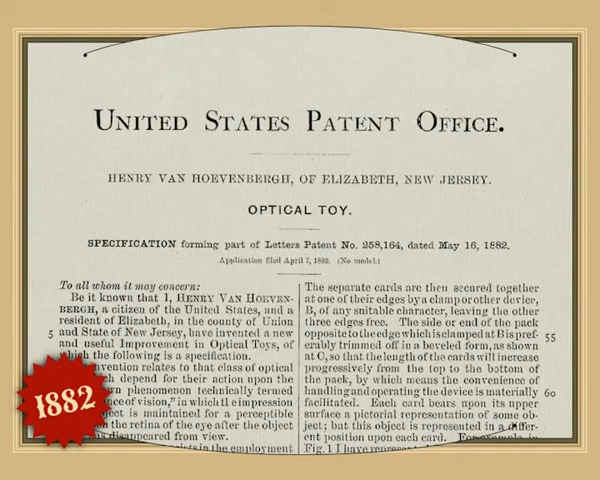 UNITED STATES PATENT OFFICE.
HENRY VAN HOEVENBERGH, OF ELIZABETH, NEW JERSEY.
OPTICAL TOY.
SPECIFICATION forming part of Letters Patent No. 258,164, dated May 16, 1882.
Application filed April 7, 1882. (No model.)
To all whom it may concern:
Be it known that I, HENRY VAN HOEVEN-
BERGH, a citizen of the United States, and a
resident of Elizabeth, in the county of Union
5 and State of New Jersey, have invented a new
and useful Improvement in Optical Toys, of
which the following is a specification.
invention relates to that class of optical
depend for their action upon the
phenomenon technically termed
of vision," in which the impression
is maintained for a perceptible
the retina of the eye after the object
disappeared from view.
in the employment
1882
The separate cards are then secured together
at one of their edges by a clamp or other device,
B, of any suitable character, leaving the other
three edges free. The side or end of the pack
opposite to the edge which is clamped at B is pref- 55
erably trimmed off in a beveled form, as shown
at C, so that the length of the cards will increase
progressively from the top to the bottom of
the pack, by which means the convenience of
handling and operating the device is materially 60
facilitated. Each card bears upon its upper
surface a pictorial representation of some ob-
ject; but this object is represented in a differ-
ent position upon each card. For example, in
Fig. 1 I have